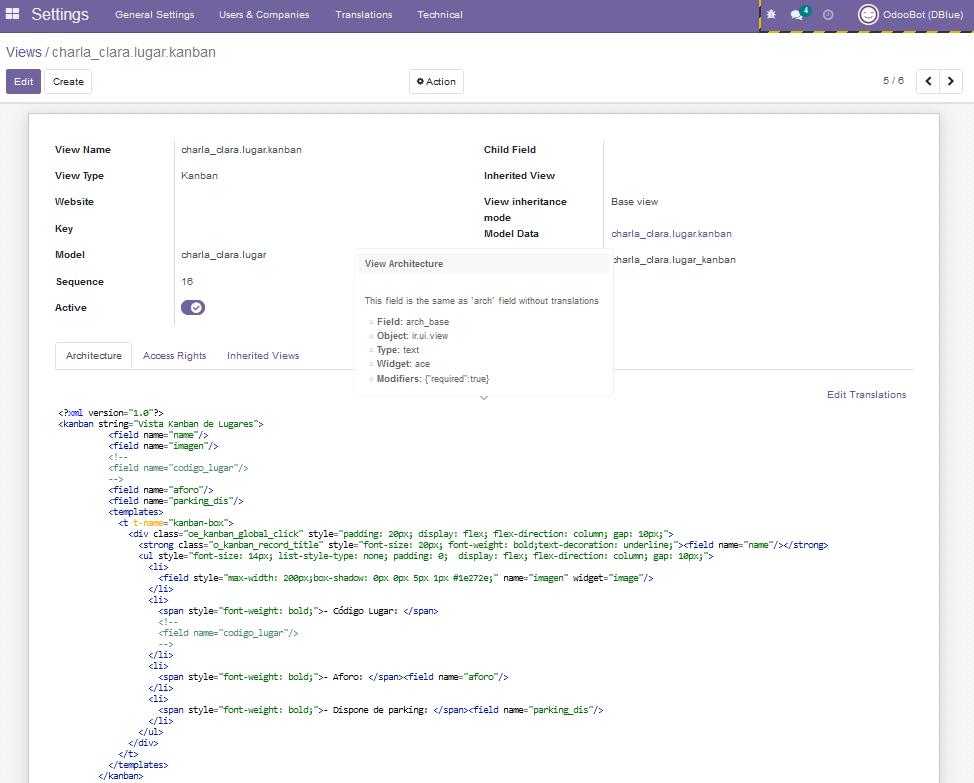 Settings General Settings Users & Companies Translations Technical 4 OdooBot (DBlue)
Views / charla_clara.lugar.kanban
Edit Create Action 5 / 6
View Name charla_clara.lugar.kanban Child Field
View Type Kanban Inherited View
Website View inheritance mode Base view
Key Model Data charla_clara.lugar.kanban
Model charla_clara.lugar charla_clara.lugar_kanban
Sequence 16
Active
View Architecture
This field is the same as `arch` field without translations
Field: arch_base
Object: ir.ui.view
Type: text
Widget: ace
Modifiers: {"required":true}
Architecture Access Rights Inherited Views
Edit Translations
<?xml version="1.0"?>
<kanban string="Vista Kanban de Lugares">
<field name="name"/>
<field name="imagen"/>
<!--
<field name="codigo_lugar"/>
-->
<field name="aforo"/>
<field name="parking_dis"/>
<templates>
<t t-name="kanban-box">
<div class="oe_kanban_global_click" style="padding: 20px; display: flex; flex-direction: column; gap: 10px;">
<strong class="o_kanban_record_title" style="font-size: 20px; font-weight: bold;text-decoration: underline;"><field name="name"/></strong>
<ul style="font-size: 14px; list-style-type: none; padding: 0;  display: flex; flex-direction: column; gap: 10px;">
<li>
<field style="max-width: 200px;box-shadow: 0px 0px 5px 1px #1e272e;" name="imagen" widget="image"/>
</li>
<li>
<span style="font-weight: bold;">- Código Lugar: </span>
<!--
<field name="codigo_lugar"/>
-->
</li>
<li>
<span style="font-weight: bold;">- Aforo: </span><field name="aforo"/>
</li>
<li>
<span style="font-weight: bold;">- Dispone de parking: </span><field name="parking_dis"/>
</li>
</ul>
</div>
</t>
</templates>
</kanban>